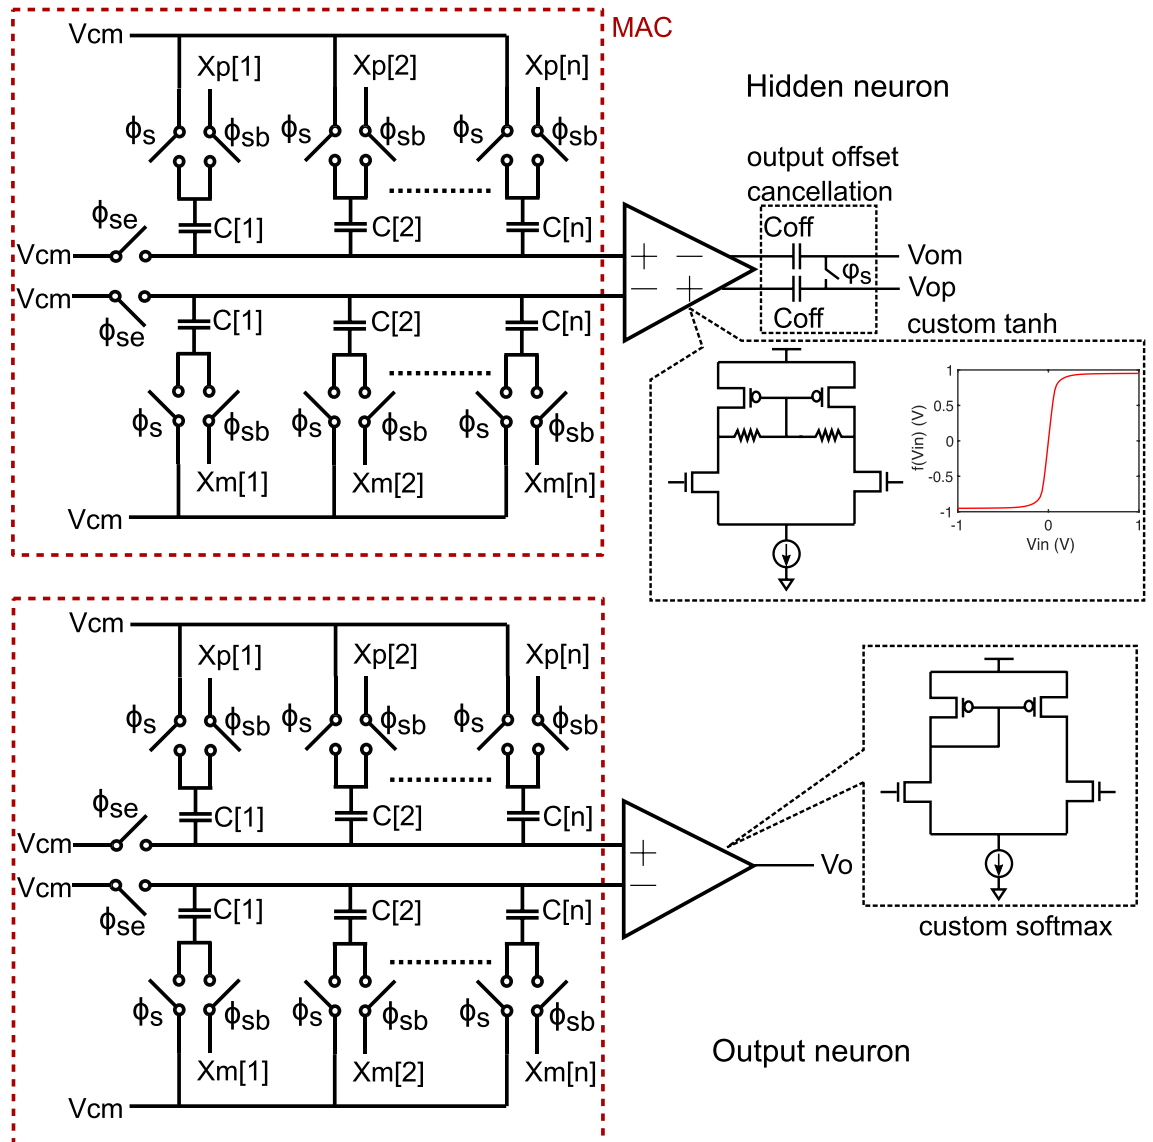 Vcm
MAC
Xp[1] Xp[2] Xp[n]
Hidden neuron
ϕs ϕsb ϕs ϕsb ϕs ϕsb
output offset
cancellation
ϕse
C[1] C[2] C[n]
Coff
Vcm
+ −
Vom
φs
Vcm
− +
Vop
ϕse
C[1] C[2] C[n]
Coff
custom tanh
ϕs ϕsb ϕs ϕsb ϕs ϕsb
Xm[1] Xm[2] Xm[n]
Vcm
f(Vin) (V)
1
0.5
0
-0.5
-1
-1 0 1
Vin (V)
Vcm
Xp[1] Xp[2] Xp[n]
ϕs ϕsb ϕs ϕsb ϕs ϕsb
ϕse
C[1] C[2] C[n]
Vcm
+
Vo
Vcm
−
ϕse
C[1] C[2] C[n]
custom softmax
ϕs ϕsb ϕs ϕsb ϕs ϕsb
Output neuron
Xm[1] Xm[2] Xm[n]
Vcm